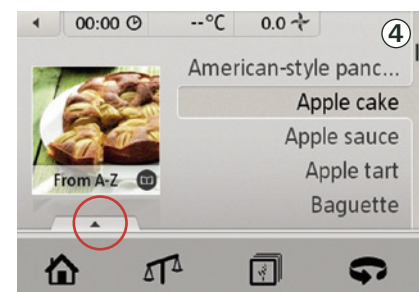 00:00 --°C 0.0
4
American-style panc...
Apple cake
Apple sauce
Apple tart
From A-Z
Baguette